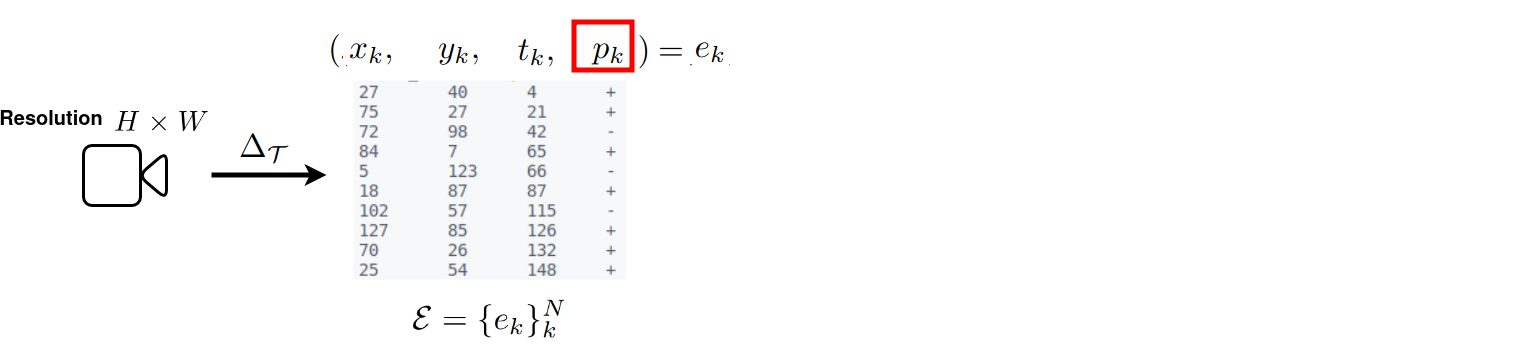 (x_k, y_k, t_k, p_k) = e_k
27 40 4 +
75 27 21 +
72 98 42 -
84 7 65 +
5 123 66 -
18 87 87 +
102 57 115 -
127 85 126 +
70 26 132 +
25 54 148 +
Resolution H × W
Δ_𝒯
ℰ = {e_k}_k^N